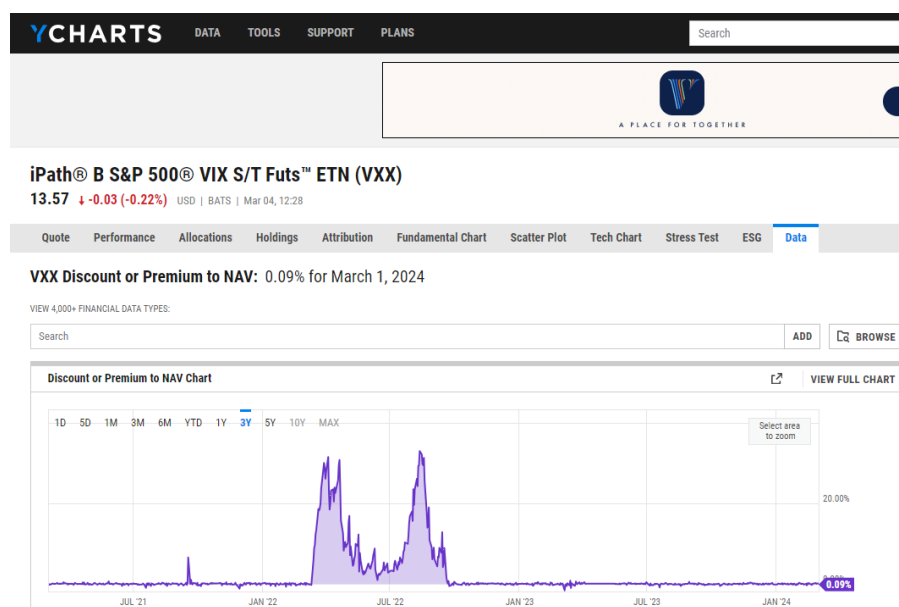 YCHARTS DATA TOOLS SUPPORT PLANS Search
A PLACE FOR TOGETHER
iPath® B S&P 500® VIX S/T Futs™ ETN (VXX)
13.57 ↓ -0.03 (-0.22%) USD | BATS | Mar 04, 12:28
Quote Performance Allocations Holdings Attribution Fundamental Chart Scatter Plot Tech Chart Stress Test ESG Data
VXX Discount or Premium to NAV: 0.09% for March 1, 2024
VIEW 4,000+ FINANCIAL DATA TYPES:
Search ADD BROWSE
Discount or Premium to NAV Chart VIEW FULL CHART
1D 5D 1M 3M 6M YTD 1Y 3Y 5Y 10Y MAX Select area
to zoom
20.00%
0.09%
JUL '21 JAN '22 JUL '22 JAN '23 JUL '23 JAN '24